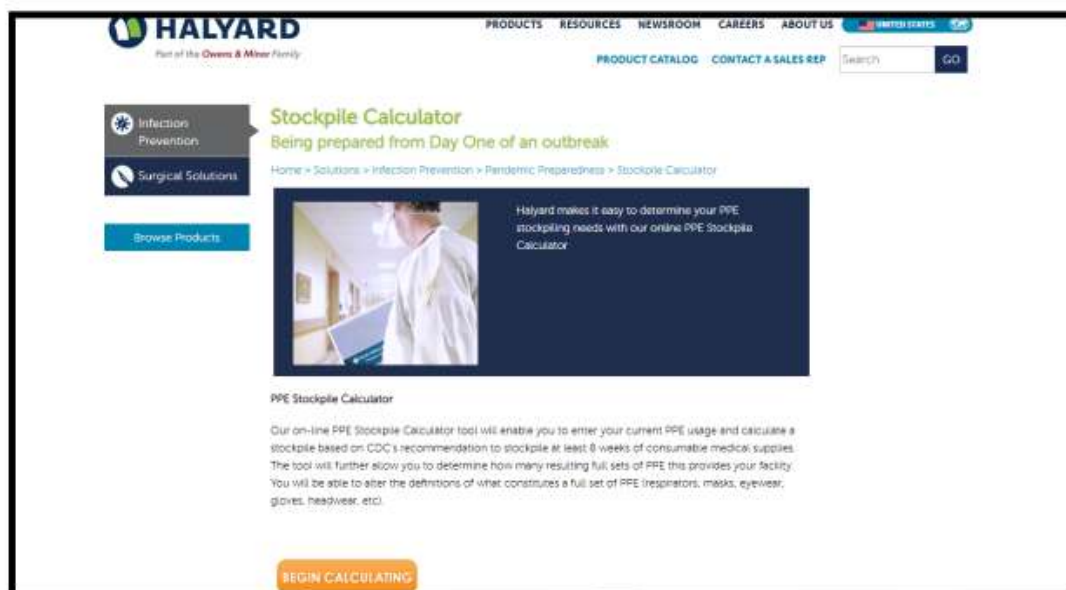 HALYARD
Part of the Owens & Minor Family
PRODUCTS RESOURCES NEWSROOM CAREERS ABOUT US UNITED STATES
PRODUCT CATALOG CONTACT A SALES REP Search GO
Infection
Prevention
Surgical Solutions
Browse Products
Stockpile Calculator
Being prepared from Day One of an outbreak
Home > Solutions > Infection Prevention > Pandemic Preparedness > Stockpile Calculator
Halyard makes it easy to determine your PPE
stockpiling needs with our online PPE Stockpile
Calculator
PPE Stockpile Calculator
Our on-line PPE Stockpile Calculator tool will enable you to enter your current PPE usage and calculate a
stockpile based on CDC's recommendation to stockpile at least 8 weeks of consumable medical supplies.
The tool will further allow you to determine how many resulting full sets of PPE this provides your facility.
You will be able to alter the definitions of what constitutes a full set of PPE (respirators, masks, eyewear,
gloves, headwear, etc).
BEGIN CALCULATING